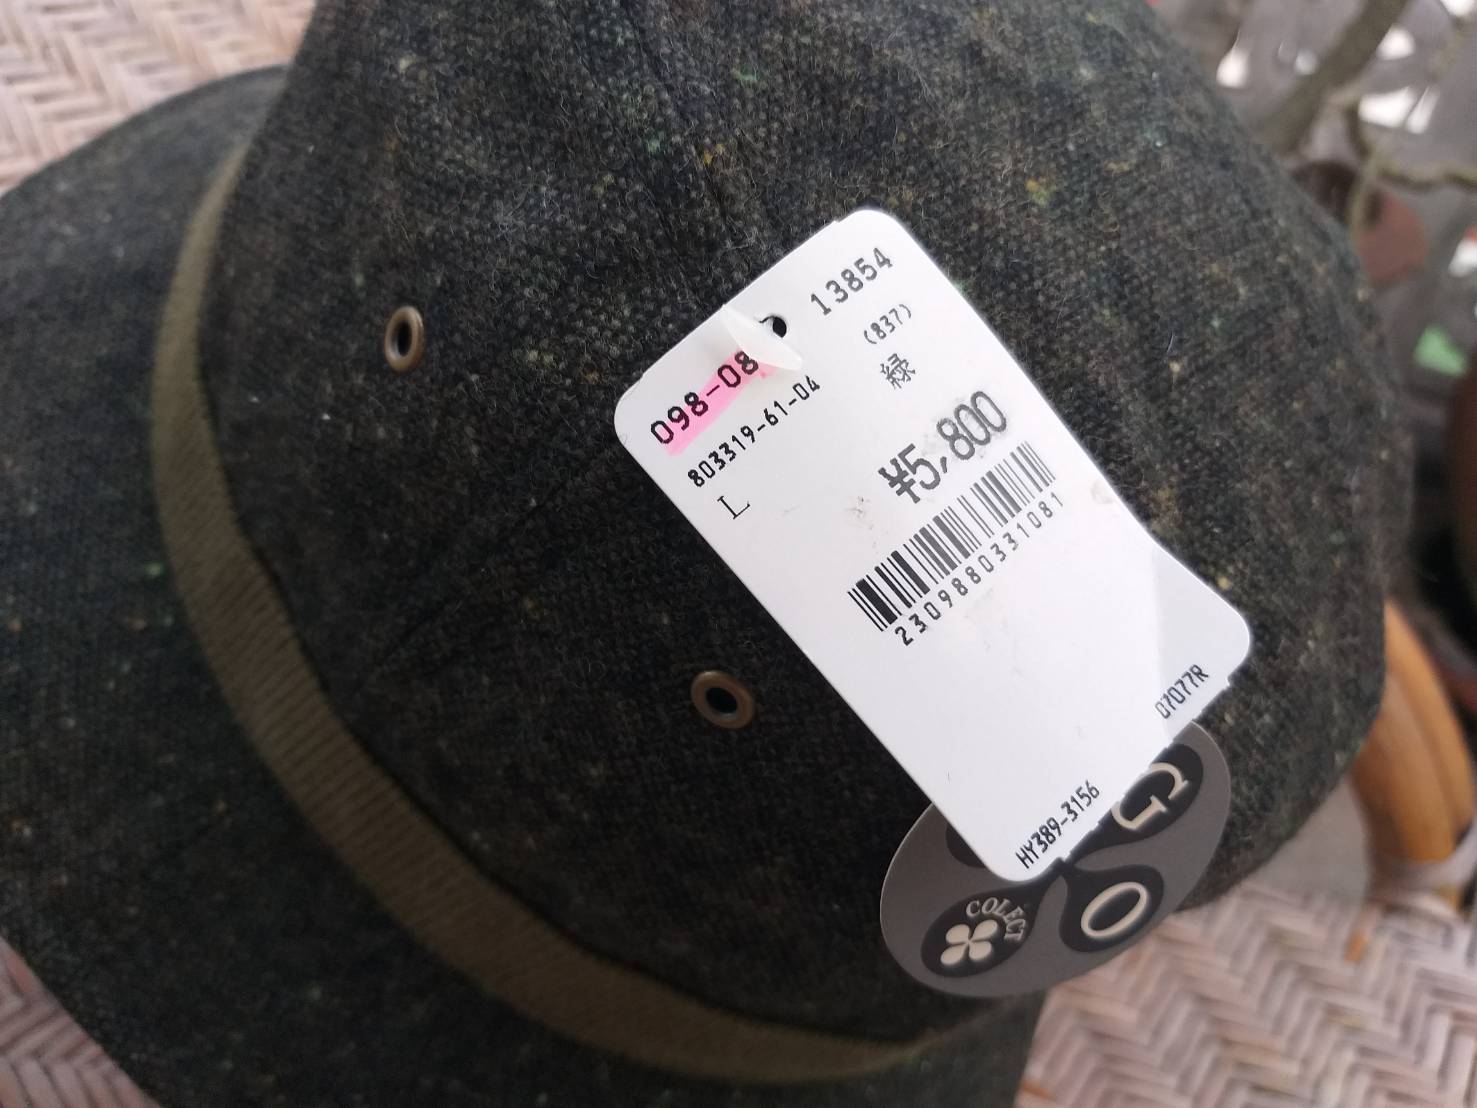 13854
(837)
098-08
緑
803319-61-04
L
¥5,800
2309880331081
07077R
HY389-3156
G
O
COLECT